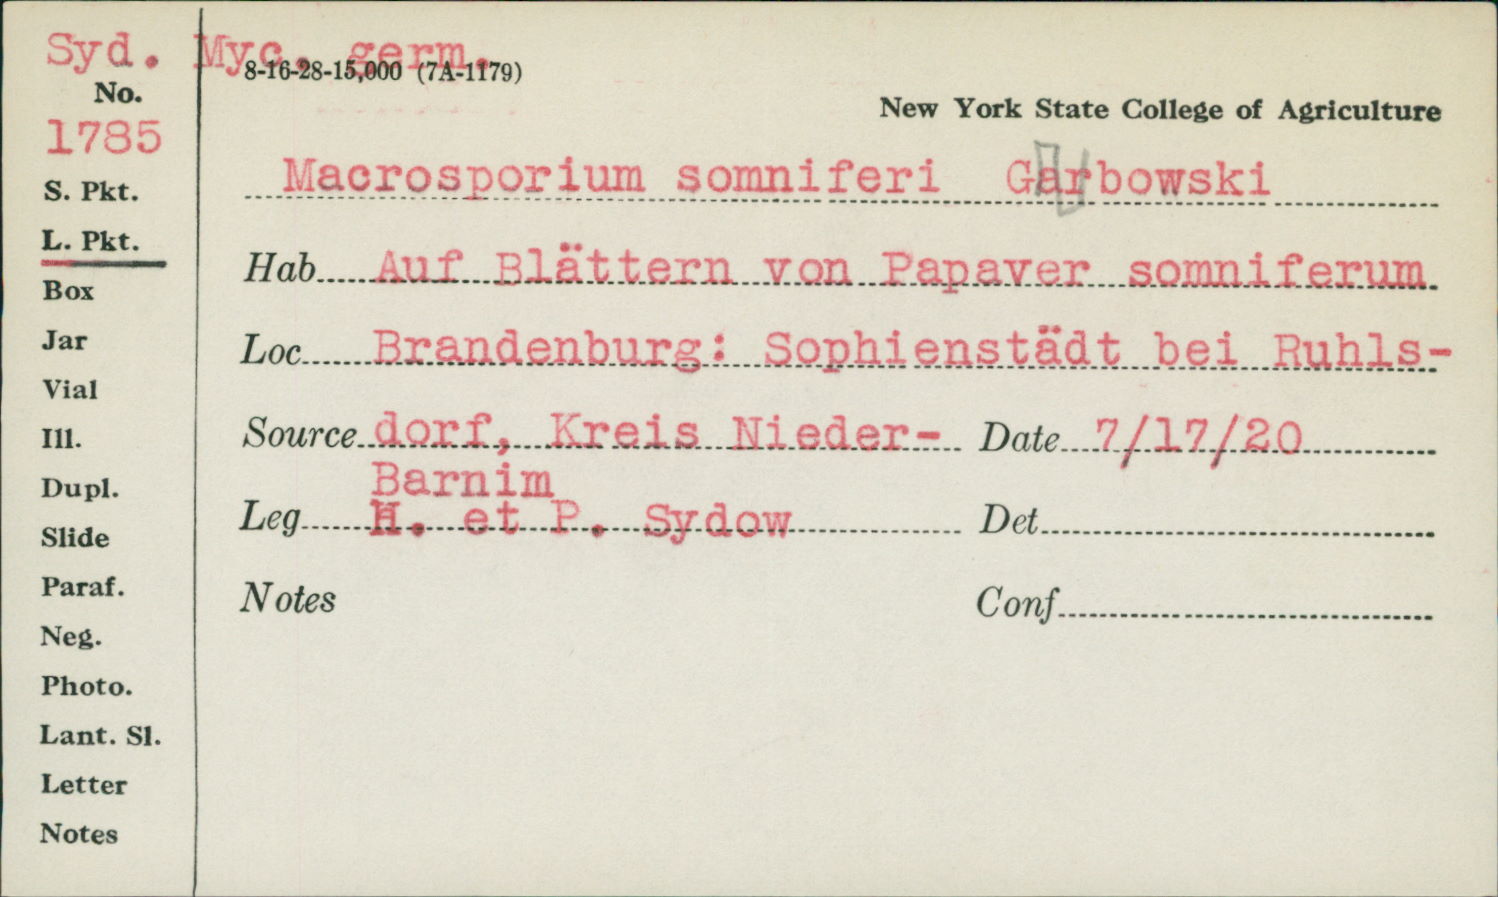 Syd. Myc. germ.
8-16-28-15,000 (7A-1179)
No.
New York State College of Agriculture
1785
Macrosporium somniferi Garbowski
S. Pkt.
L. Pkt.
Hab Auf Blättern von Papaver somniferum.
Box
Jar
Loc Brandenburg: Sophienstädt bei Ruhls-
Vial
Ill.
Source dorf, Kreis Nieder- Date 7/17/20
Barnim
Dupl.
Leg H. et P. Sydow Det
Slide
Paraf.
Notes Conf
Neg.
Photo.
Lant. Sl.
Letter
Notes